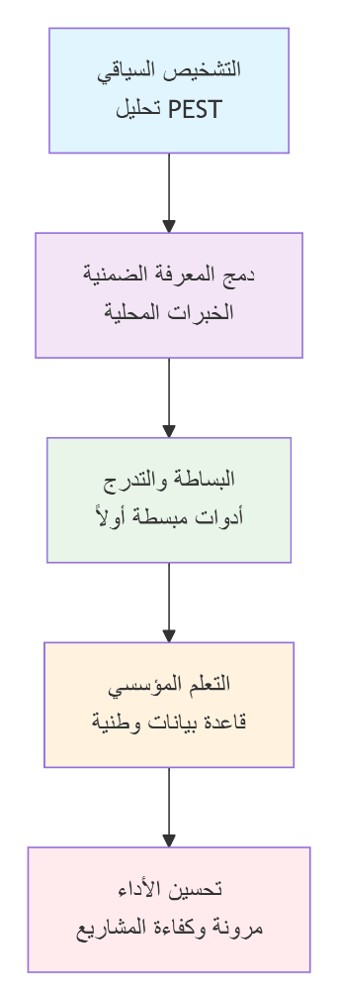 التشخيص السياقي
تحليل PEST
دمج المعرفة الضمنية
الخبرات المحلية
البساطة والتدرج
أدوات مبسطة أولاً
التعلم المؤسسي
قاعدة بيانات وطنية
تحسين الأداء
مرونة وكفاءة المشاريع